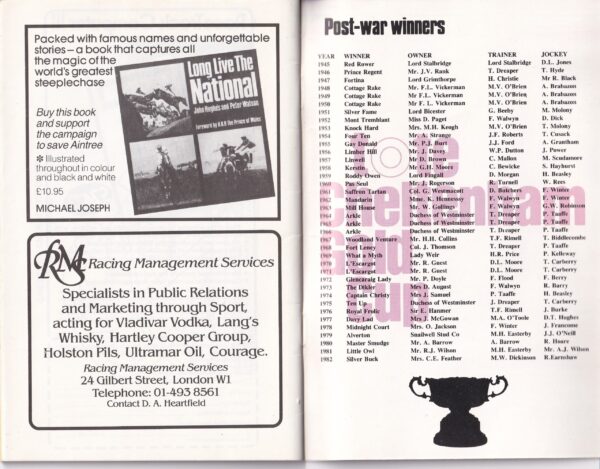 Packed with famous names and unforgettable
stories – a book that captures all
the magic of the
world's greatest
steeplechase
Long Live The
National
John Hughes and Peter Watson
Foreword by H.R.H. The Prince of Wales
Buy this book
and support
the campaign
to save Aintree
✻ Illustrated
throughout in colour
and black and white
£10.95
MICHAEL JOSEPH
RMS Racing Management Services
Specialists in Public Relations
and Marketing through Sport,
acting for Vladivar Vodka, Lang's
Whisky, Hartley Cooper Group,
Holston Pils, Ultramar Oil, Courage.
Racing Management Services
24 Gilbert Street, London W1
Telephone: 01-493 8561
Contact D. A. Heartfield
Post-war winners
YEAR WINNER OWNER TRAINER JOCKEY
1945 Red Rower Lord Stalbridge Lord Stalbridge D.L. Jones
1946 Prince Regent Mr. J.V. Rank T. Dreaper T. Hyde
1947 Fortina Lord Grimthorpe H. Christie Mr R. Black
1948 Cottage Rake Mr F.L. Vickerman M.V. O'Brien A. Brabazon
1949 Cottage Rake Mr F.L. Vickerman M.V. O'Brien A. Brabazon
1950 Cottage Rake Mr F. L. Vickerman M.V. O'Brien A. Brabazon
1951 Silver Fame Lord Bicester G. Beeby M. Molony
1952 Mont Tremblant Miss D. Paget F. Walwyn D. Dick
1953 Knock Hard Mrs. M.H. Keogh M.V. O'Brien T. Molony
1954 Four Ten Mr. A. Strange J.F. Roberts T. Cusack
1955 Gay Donald Mr. P.J. Burt J.J. Ford A. Grantham
1956 Limber Hill Mr. J. Davey W.P. Dutton J. Power
1957 Linwell Mr D. Brown C. Mallon M. Scudamore
1958 Kerstin Mr. G.H. Moore C. Bewicke S. Hayhurst
1959 Roddy Owen Lord Fingall D. Morgan H. Beasley
1960 Pas Seul Mr. J. Rogerson R. Turnell W. Rees
1961 Saffron Tartan Col. G. Westmacott D. Butchers F. Winter
1962 Mandarin Mme. K. Hennessy F. Walwyn F. Winter
1963 Mill House Mr. W. Gollings F. Walwyn G.W. Robinson
1964 Arkle Duchess of Westminster T. Dreaper P. Taaffe
1965 Arkle Duchess of Westminster T. Dreaper P. Taaffe
1966 Arkle Duchess of Westminster T. Dreaper P. Taaffe
1967 Woodland Venture Mr. H.H. Collins T.F. Rimell T. Biddlecombe
1968 Fort Leney Col. J. Thomson T. Dreaper P. Taaffe
1969 What a Myth Lady Weir H.R. Price P. Kelleway
1970 L'Escargot Mr. R. Guest D.L. Moore T. Carberry
1971 L'Escargot Mr. R. Guest D.L. Moore T. Carberry
1972 Glencaraig Lady Mr. P. Doyle F. Flood F. Berry
1973 The Dikler Mrs D. August F. Walwyn R. Barry
1974 Captain Christy Mrs J. Samuel P. Taaffe H. Beasley
1975 Ten Up Duchess of Westminster J. Dreaper T. Carberry
1976 Royal Frolic Sir E. Hanmer T.F. Rimell J. Burke
1977 Davy Lad Mrs J. McGowan M.A. O'Toole D.T. Hughes
1978 Midnight Court Mrs. O. Jackson F. Winter J. Francome
1979 Alverton Snailwell Stud Co M.H. Easterby J.J. O'Neill
1980 Master Smudge Mr. A. Barrow A. Barrow R. Hoare
1981 Little Owl Mr. R.J. Wilson M.H. Easterby Mr. A.J. Wilson
1982 Silver Buck Mrs. C.E. Feather M.W. Dickinson R.Earnshaw